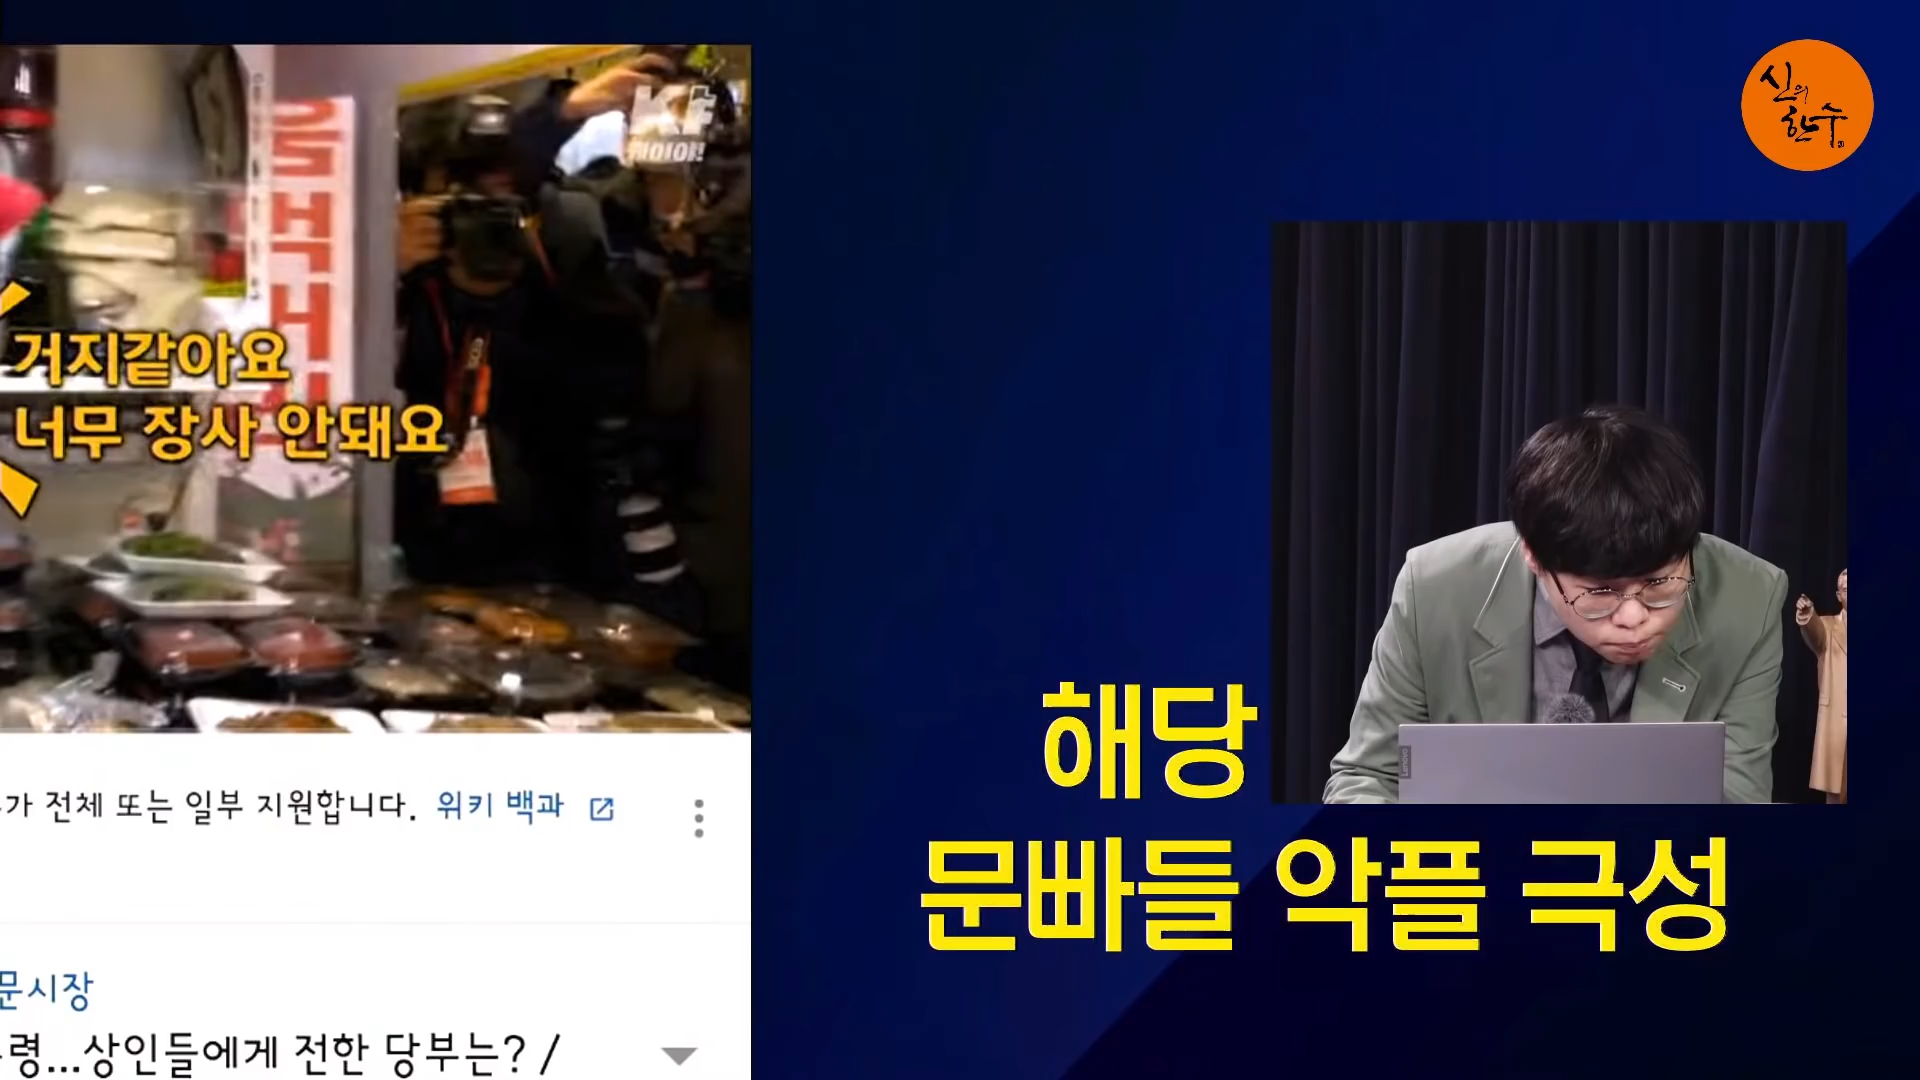 신의
한수
거지같아요
너무 장사 안돼요
가 전체 또는 일부 지원합니다. 위키 백과
해당
문빠들 악플 극성
문시장
령...상인들에게 전한 당부는? /
Lenovo